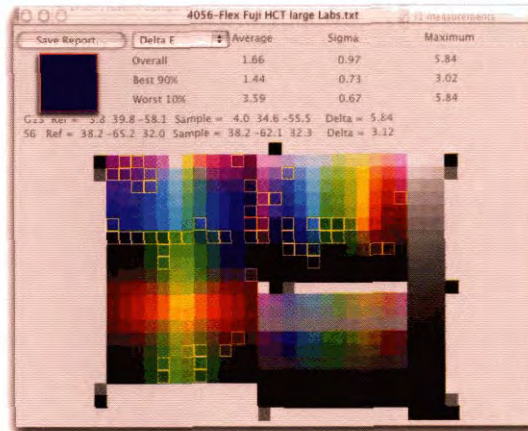 4056-Flex Fuji HCT large Labs.txt measurements
Save Report... Delta E Average Sigma Maximum
Overall 1.66 0.97 5.84
Best 90% 1.44 0.73 3.02
Worst 10% 3.59 0.67 5.84
Ref = 39.8 -58.1 Sample = 4.0 34.6 -55.5 Delta = 5.84
56 Ref = 38.2 -65.2 32.0 Sample = 38.2 -62.1 32.3 Delta = 3.12